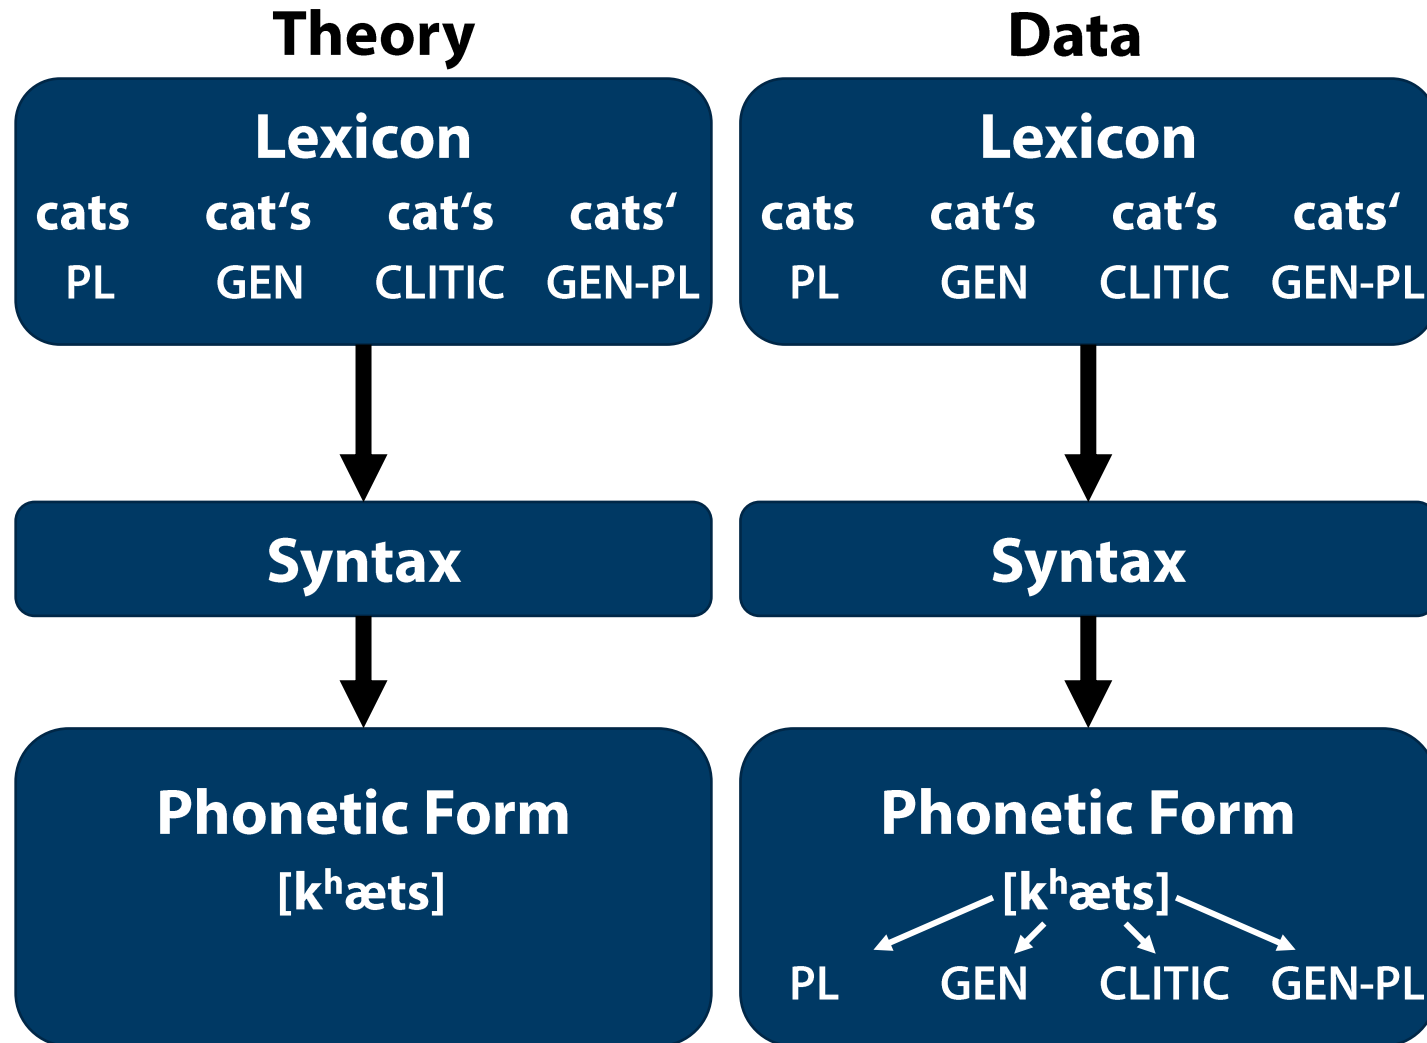 Theory
Lexicon
cats cat‘s cat‘s cats‘
PL GEN CLITIC GEN-PL
Syntax
Phonetic Form
[kʰæts]
Data
Lexicon
cats cat‘s cat‘s cats‘
PL GEN CLITIC GEN-PL
Syntax
Phonetic Form
[kʰæts]
PL GEN CLITIC GEN-PL